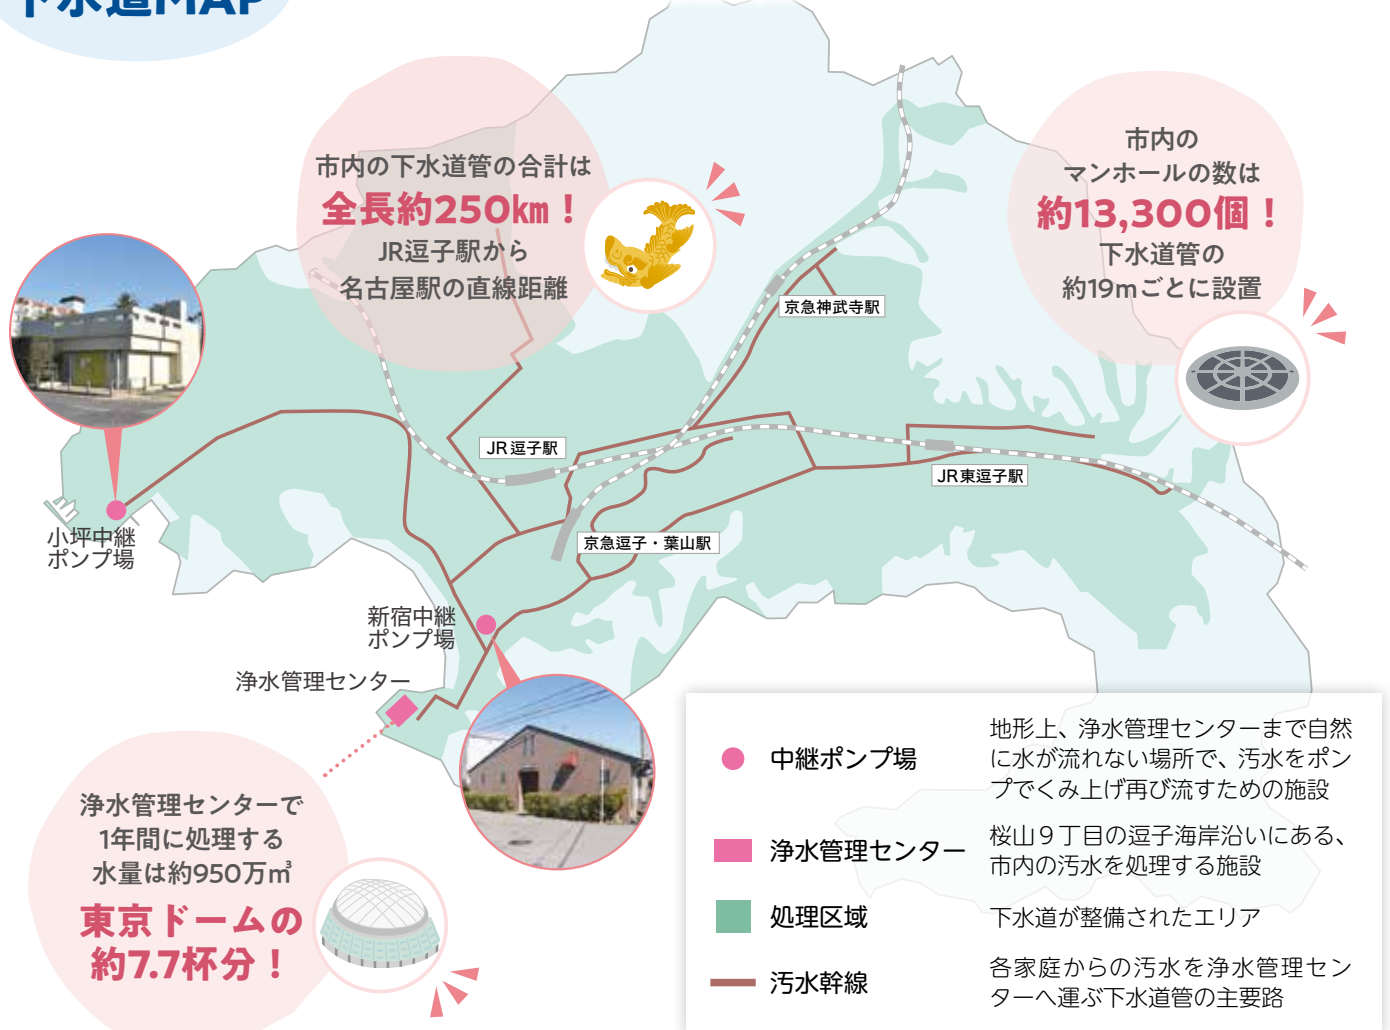 下水道MAP
市内の下水道管の合計は
全長約250㎞！
JR逗子駅から
名古屋駅の直線距離
市内の
マンホールの数は
約13,300個！
下水道管の
約19mごとに設置
京急神武寺駅
JR逗子駅
JR東逗子駅
京急逗子・葉山駅
小坪中継
ポンプ場
新宿中継
ポンプ場
浄水管理センター
浄水管理センターで
1年間に処理する
水量は約950万㎥
東京ドームの
約7.7杯分！
中継ポンプ場
地形上、浄水管理センターまで自然
に水が流れない場所で、汚水をポン
プでくみ上げ再び流すための施設
浄水管理センター
桜山９丁目の逗子海岸沿いにある、
市内の汚水を処理する施設
処理区域
下水道が整備されたエリア
汚水幹線
各家庭からの汚水を浄水管理セン
ターへ運ぶ下水道管の主要路